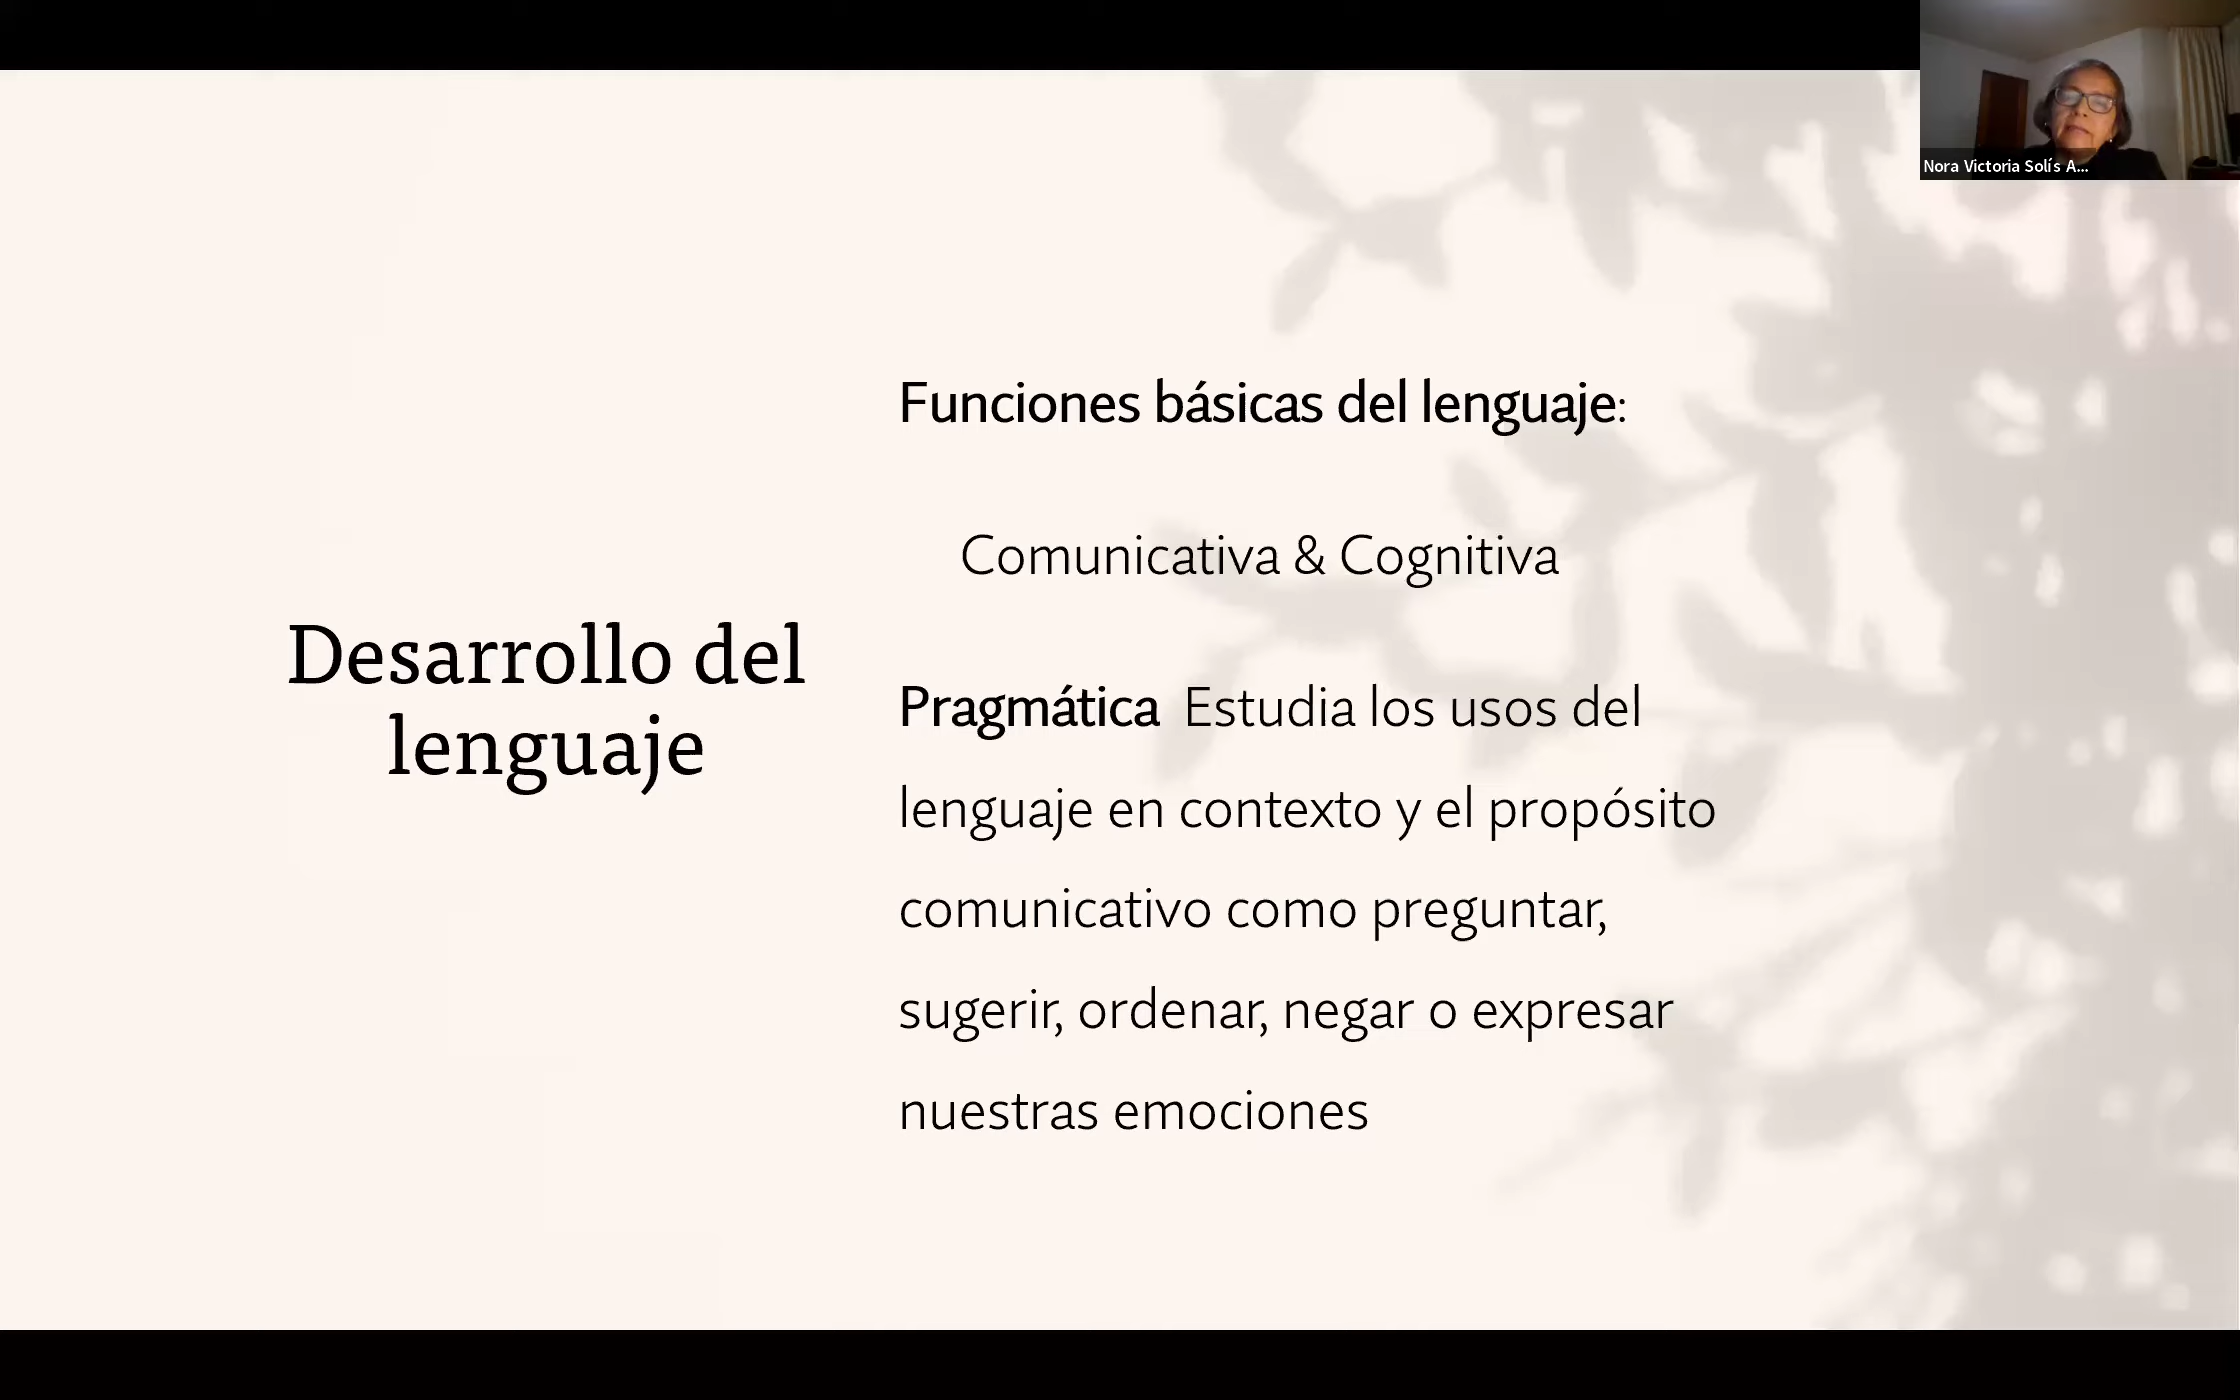 Nora Victoria Solís A...
Desarrollo del
lenguaje
Funciones básicas del lenguaje:
Comunicativa & Cognitiva
Pragmática Estudia los usos del
lenguaje en contexto y el propósito
comunicativo como preguntar,
sugerir, ordenar, negar o expresar
nuestras emociones